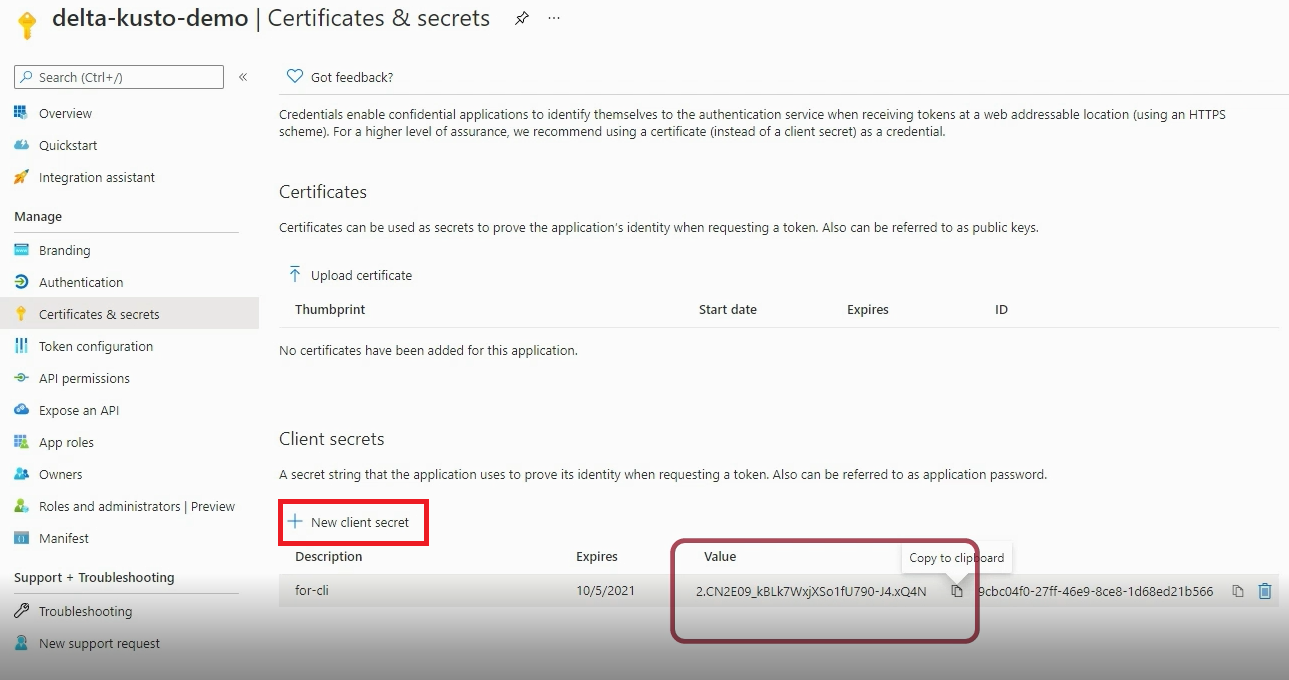 delta-kusto-demo | Certificates & secrets
Search (Ctrl+/)
Overview
Quickstart
Integration assistant
Manage
Branding
Authentication
Certificates & secrets
Token configuration
API permissions
Expose an API
App roles
Owners
Roles and administrators | Preview
Manifest
Support + Troubleshooting
Troubleshooting
New support request
Got feedback?
Credentials enable confidential applications to identify themselves to the authentication service when receiving tokens at a web addressable location (using an HTTPS
scheme). For a higher level of assurance, we recommend using a certificate (instead of a client secret) as a credential.
Certificates
Certificates can be used as secrets to prove the application's identity when requesting a token. Also can be referred to as public keys.
Upload certificate
Thumbprint Start date Expires ID
No certificates have been added for this application.
Client secrets
A secret string that the application uses to prove its identity when requesting a token. Also can be referred to as application password.
New client secret
Description Expires Value Copy to clipboard
for-cli 10/5/2021 2.CN2E09_kBLk7WxjXSo1fU790-J4.xQ4N 9cbc04f0-27ff-46e9-8ce8-1d68ed21b566